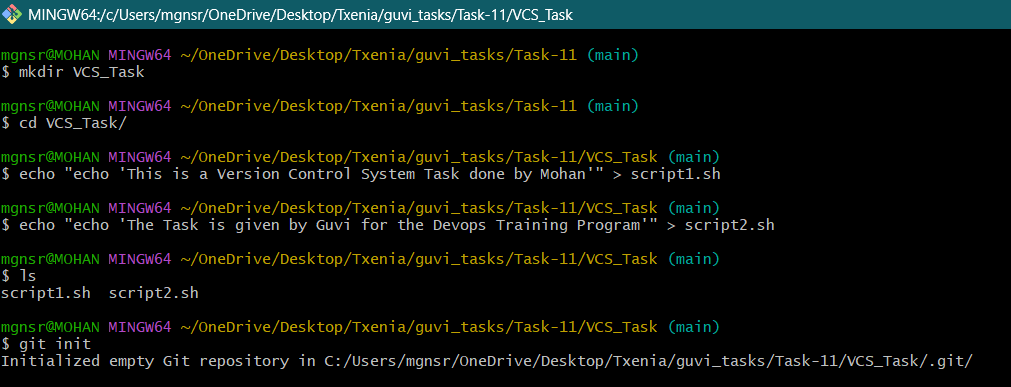 MINGW64:/c/Users/mgnsr/OneDrive/Desktop/Txenia/guvi_tasks/Task-11/VCS_Task
mgnsr@MOHAN MINGW64 ~/OneDrive/Desktop/Txenia/guvi_tasks/Task-11 (main)
$ mkdir VCS_Task
mgnsr@MOHAN MINGW64 ~/OneDrive/Desktop/Txenia/guvi_tasks/Task-11 (main)
$ cd VCS_Task/
mgnsr@MOHAN MINGW64 ~/OneDrive/Desktop/Txenia/guvi_tasks/Task-11/VCS_Task (main)
$ echo "echo 'This is a Version Control System Task done by Mohan'" > script1.sh
mgnsr@MOHAN MINGW64 ~/OneDrive/Desktop/Txenia/guvi_tasks/Task-11/VCS_Task (main)
$ echo "echo 'The Task is given by Guvi for the Devops Training Program'" > script2.sh
mgnsr@MOHAN MINGW64 ~/OneDrive/Desktop/Txenia/guvi_tasks/Task-11/VCS_Task (main)
$ ls
script1.sh  script2.sh
mgnsr@MOHAN MINGW64 ~/OneDrive/Desktop/Txenia/guvi_tasks/Task-11/VCS_Task (main)
$ git init
Initialized empty Git repository in C:/Users/mgnsr/OneDrive/Desktop/Txenia/guvi_tasks/Task-11/VCS_Task/.git/